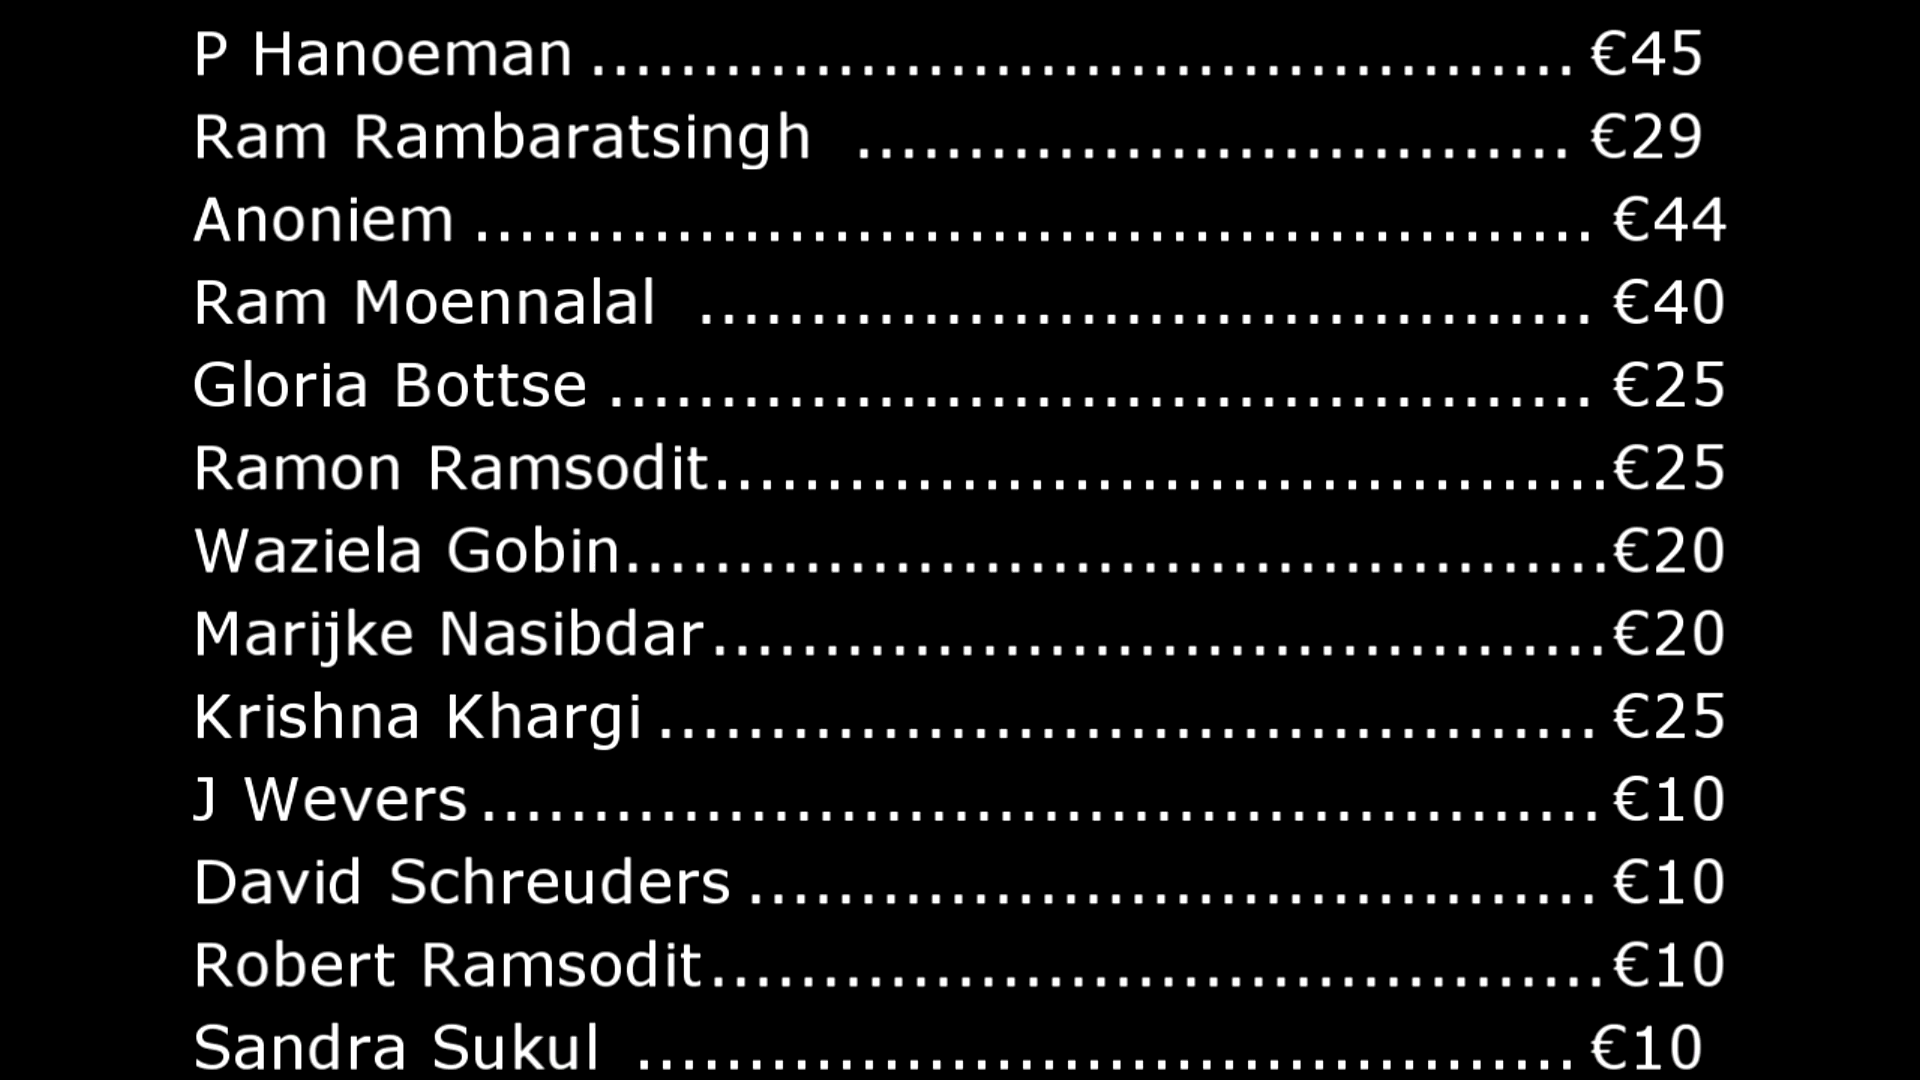 P Hanoeman ............................................ €45
Ram Rambaratsingh ................................ €29
Anoniem .................................................. €44
Ram Moennalal ........................................ €40
Gloria Bottse ............................................ €25
Ramon Ramsodit........................................€25
Waziela Gobin............................................€20
Marijke Nasibdar........................................€20
Krishna Khargi .......................................... €25
J Wevers .................................................. €10
David Schreuders ...................................... €10
Robert Ramsodit........................................€10
Sandra Sukul .......................................... €10